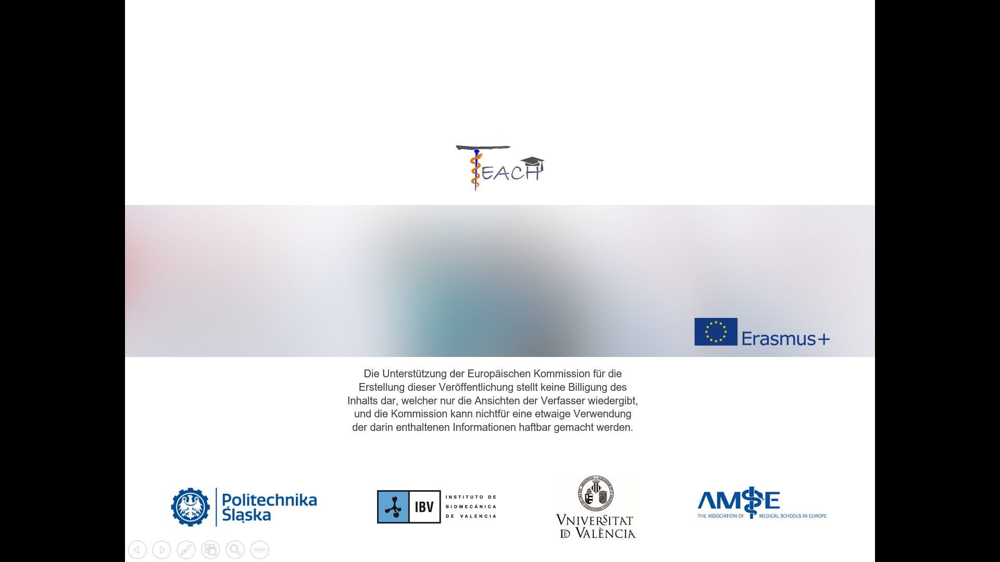 TEACH
Erasmus+
Die Unterstützung der Europäischen Kommission für die
Erstellung dieser Veröffentlichung stellt keine Billigung des
Inhalts dar, welcher nur die Ansichten der Verfasser wiedergibt,
und die Kommission kann nichtfür eine etwaige Verwendung
der darin enthaltenen Informationen haftbar gemacht werden.
Politechnika
Śląska
IBV
INSTITUTO DE
BIOMECÁNICA
DE VALENCIA
VNIVERSITAT
DE VALÈNCIA
AMSE
THE ASSOCIATION OF MEDICAL SCHOOLS IN EUROPE